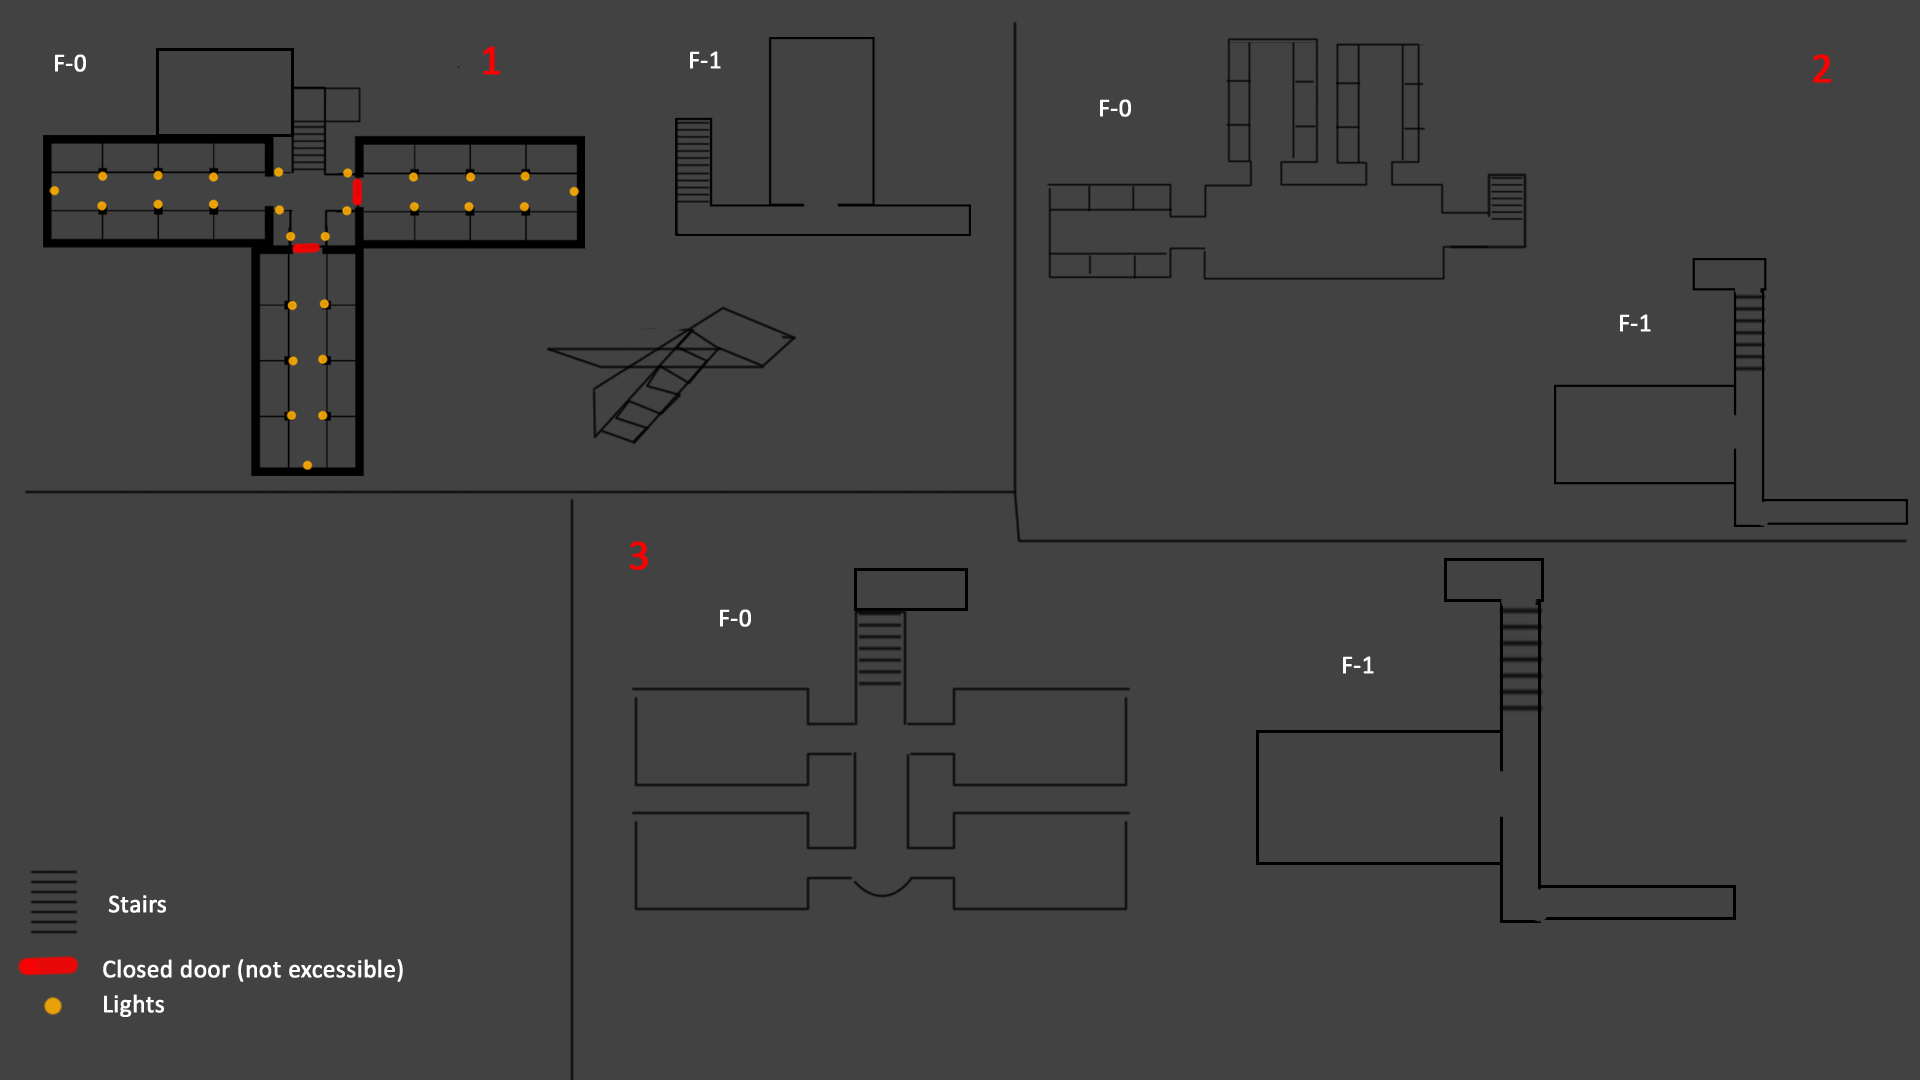 F-0
1
F-1
2
F-0
F-1
3
F-0
F-1
Stairs
Closed door (not excessible)
Lights